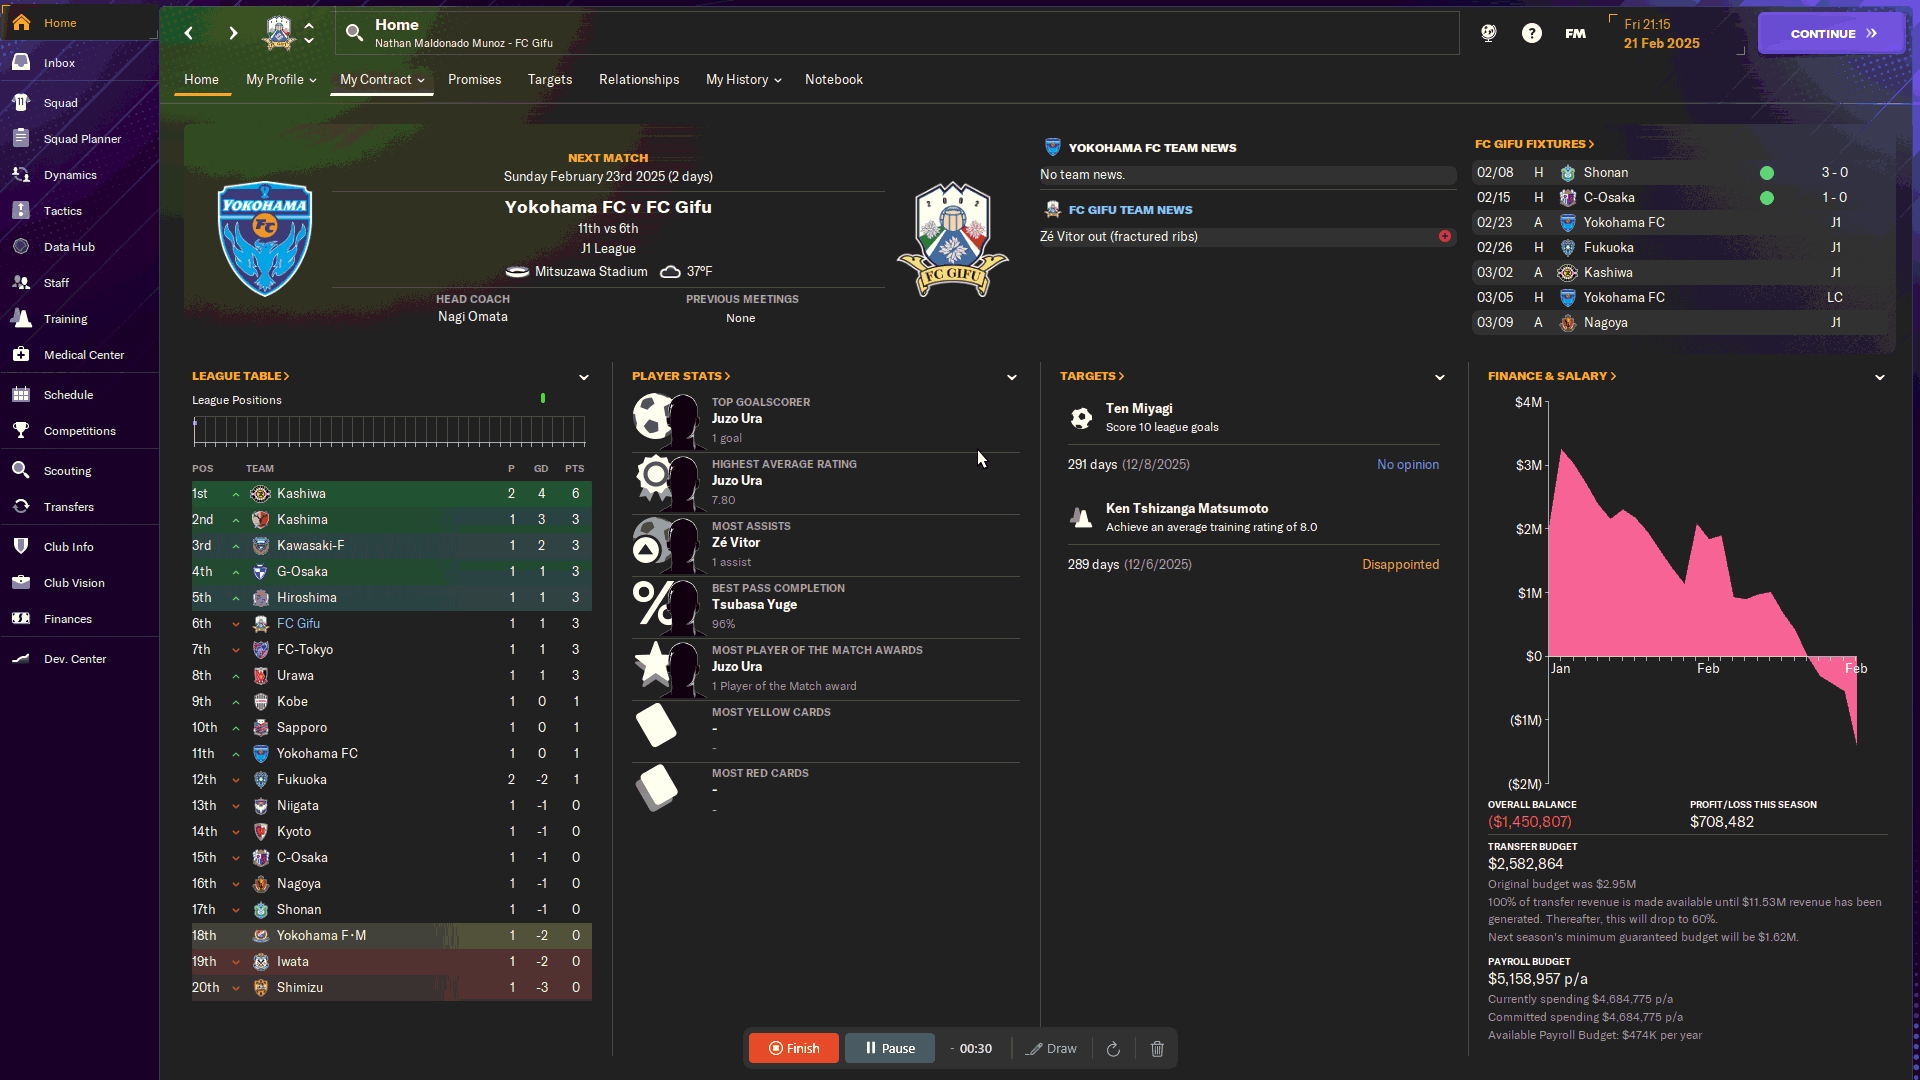 Home
Inbox
Squad
Squad Planner
Dynamics
Tactics
Data Hub
Staff
Training
Medical Center
Schedule
Competitions
Scouting
Transfers
Club Info
Club Vision
Finances
Dev. Center
Home
Nathan Maldonado Munoz - FC Gifu
FM
Fri 21:15
21 Feb 2025
CONTINUE
Home My Profile My Contract Promises Targets Relationships My History Notebook
YOKOHAMA
FC
NEXT MATCH
Sunday February 23rd 2025 (2 days)
Yokohama FC v FC Gifu
11th vs 6th
J1 League
Mitsuzawa Stadium 37ºF
HEAD COACH
Nagi Omata
PREVIOUS MEETINGS
None
2 0 0 2
FC GIFU
YOKOHAMA FC TEAM NEWS
No team news.
FC GIFU TEAM NEWS
Zé Vitor out (fractured ribs)
FC GIFU FIXTURES
02/08 H Shonan 3 - 0
02/15 H C-Osaka 1 - 0
02/23 A Yokohama FC J1
02/26 H Fukuoka J1
03/02 A Kashiwa J1
03/05 H Yokohama FC LC
03/09 A Nagoya J1
LEAGUE TABLE
League Positions
POS TEAM P GD PTS
1st Kashiwa 2 4 6
2nd Kashima 1 3 3
3rd Kawasaki-F 1 2 3
4th G-Osaka 1 1 3
5th Hiroshima 1 1 3
6th FC Gifu 1 1 3
7th FC-Tokyo 1 1 3
8th Urawa 1 1 3
9th Kobe 1 0 1
10th Sapporo 1 0 1
11th Yokohama FC 1 0 1
12th Fukuoka 2 -2 1
13th Niigata 1 -1 0
14th Kyoto 1 -1 0
15th C-Osaka 1 -1 0
16th Nagoya 1 -1 0
17th Shonan 1 -1 0
18th Yokohama F·M 1 -2 0
19th Iwata 1 -2 0
20th Shimizu 1 -3 0
PLAYER STATS
TOP GOALSCORER
Juzo Ura
1 goal
HIGHEST AVERAGE RATING
Juzo Ura
7.80
MOST ASSISTS
Zé Vitor
1 assist
BEST PASS COMPLETION
Tsubasa Yuge
96%
MOST PLAYER OF THE MATCH AWARDS
Juzo Ura
1 Player of the Match award
MOST YELLOW CARDS
-
-
MOST RED CARDS
-
-
TARGETS
Ten Miyagi
Score 10 league goals
291 days (12/8/2025) No opinion
Ken Tshizanga Matsumoto
Achieve an average training rating of 8.0
289 days (12/6/2025) Disappointed
FINANCE & SALARY
$4M
$3M
$2M
$1M
$0
($1M)
($2M)
Jan Feb Feb
OVERALL BALANCE
($1,450,807)
PROFIT/LOSS THIS SEASON
$708,482
TRANSFER BUDGET
$2,582,864
Original budget was $2.95M
100% of transfer revenue is made available until $11.53M revenue has been
generated. Thereafter, this will drop to 60%.
Next season's minimum guaranteed budget will be $1.62M.
PAYROLL BUDGET
$5,158,957 p/a
Currently spending $4,684,775 p/a
Committed spending $4,684,775 p/a
Available Payroll Budget: $474K per year
Finish Pause - 00:30 Draw